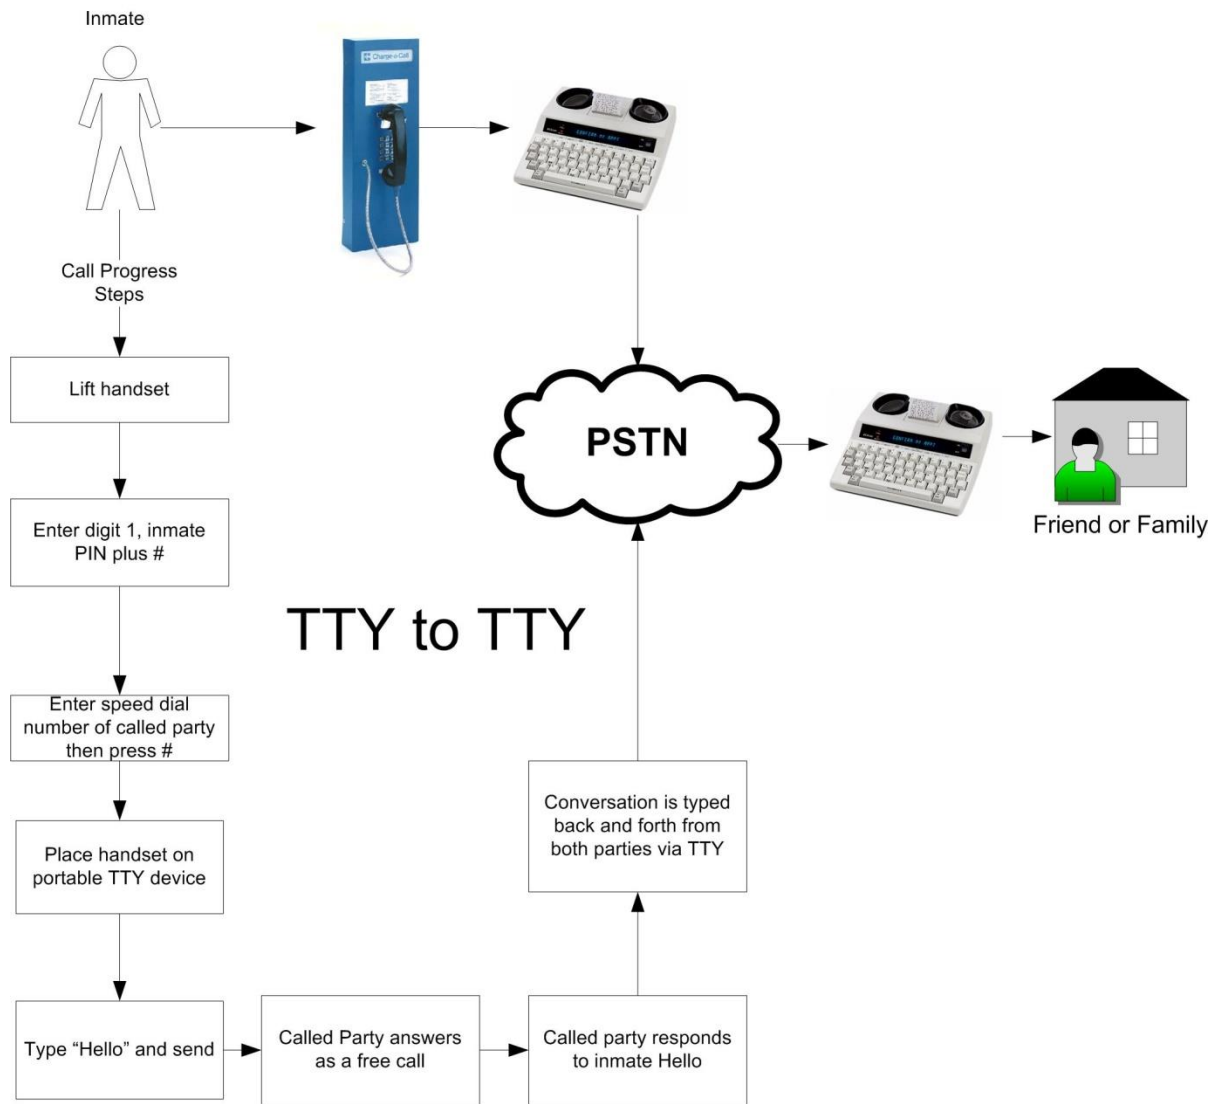 Inmate
Charge-a-Call
Call Progress
Steps
Lift handset
Enter digit 1, inmate
PIN plus #
Enter speed dial
number of called party
then press #
Place handset on
portable TTY device
Type “Hello” and send
Called Party answers
as a free call
Called party responds
to inmate Hello
Conversation is typed
back and forth from
both parties via TTY
TTY to TTY
PSTN
Friend or Family